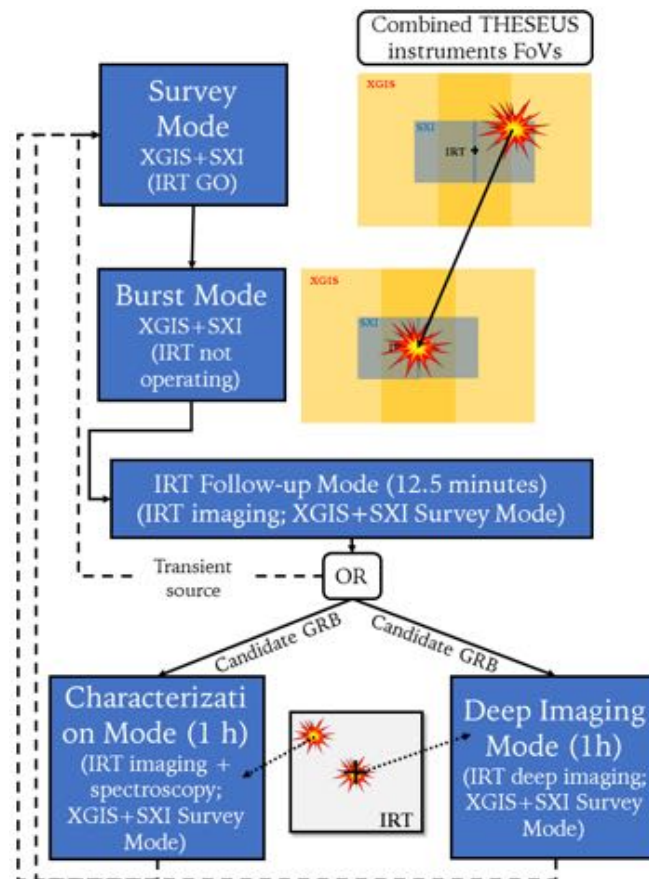 Combined THESEUS
instruments FoVs
Survey
Mode
XGIS+SXI
(IRT GO)
XGIS
SXI
IRT
Burst Mode
XGIS+SXI
(IRT not
operating)
XGIS
SXI
IRT Follow-up Mode (12.5 minutes)
(IRT imaging; XGIS+SXI Survey Mode)
Transient
source
OR
Candidate GRB
Candidate GRB
Characterizati
on Mode (1 h)
(IRT imaging +
spectroscopy;
XGIS+SXI Survey
Mode)
IRT
Deep Imaging
Mode (1h)
(IRT deep imaging;
XGIS+SXI Survey
Mode)